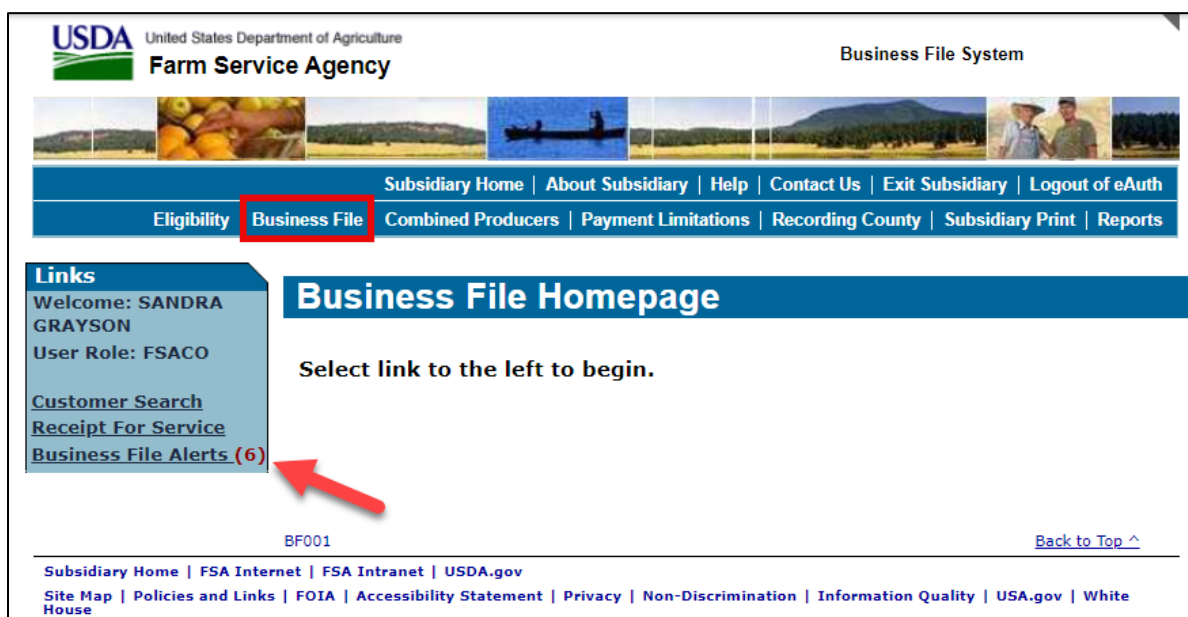 USDA United States Department of Agriculture
Farm Service Agency
Business File System
Subsidiary Home | About Subsidiary | Help | Contact Us | Exit Subsidiary | Logout of eAuth
Eligibility Business File Combined Producers | Payment Limitations | Recording County | Subsidiary Print | Reports
Links
Welcome: SANDRA
GRAYSON
User Role: FSACO
Customer Search
Receipt For Service
Business File Alerts (6)
Business File Homepage
Select link to the left to begin.
BF001
Back to Top ^
Subsidiary Home | FSA Internet | FSA Intranet | USDA.gov
Site Map | Policies and Links | FOIA | Accessibility Statement | Privacy | Non-Discrimination | Information Quality | USA.gov | White
House